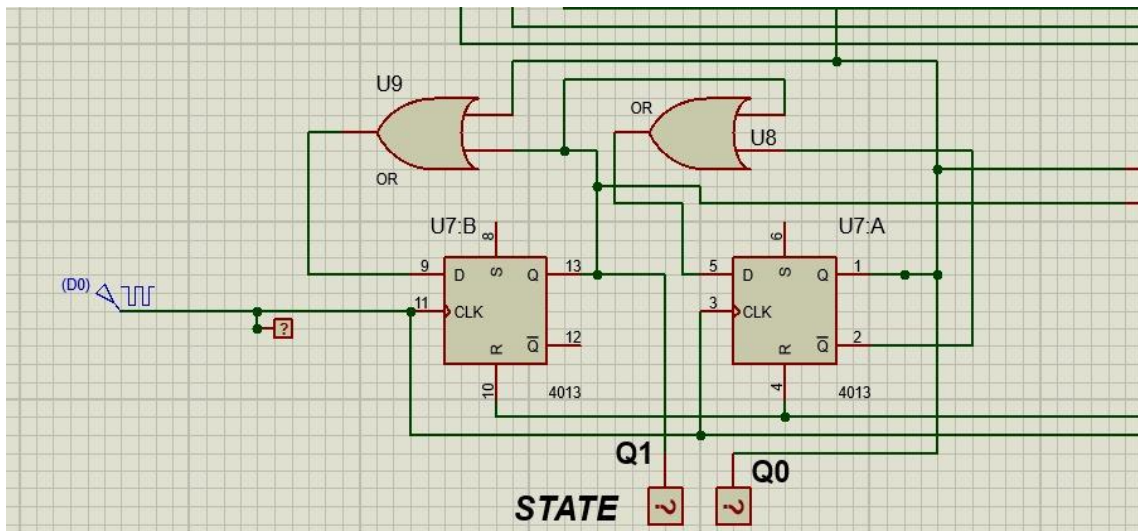 U9
OR
OR
U8
U7:B
8
9
D
S
Q
13
11
CLK
R
Q
12
10
4013
U7:A
6
5
D
S
Q
1
3
CLK
R
Q
2
4
4013
(D0)
?
Q1
Q0
STATE
?
?